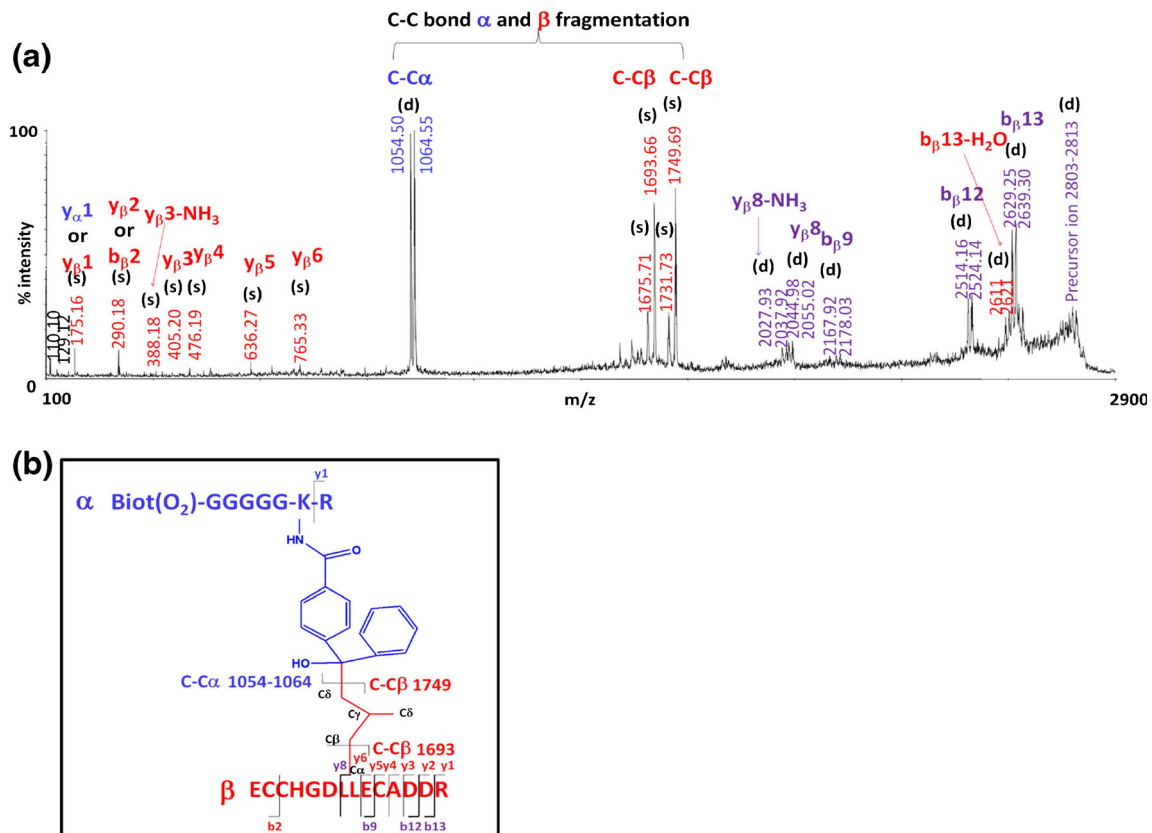 C-C bond α and β fragmentation
(a)
C-Cα
(d)
C-Cβ
C-Cβ
(s)
(s)
(s)
(s)
100
% intensity
0
110.10
129.12
yα1
or
yβ1
(s)
175.16
yβ2
or
bβ2
(s)
290.18
yβ3-NH₃
(s)
388.18
yβ3
(s)
405.20
yβ4
(s)
476.19
yβ5
(s)
636.27
yβ6
(s)
765.33
1054.50
1064.55
1675.71
1693.66
1731.73
1749.69
yβ8-NH₃
(d)
2027.93
2037.92
yβ8
(d)
2044.98
2055.02
bβ9
(d)
2167.92
2178.03
bβ12
(d)
2514.16
2524.14
bβ13-H₂O
(d)
2611
2621
bβ13
(d)
2629.25
2639.30
(d)
Precursor ion 2803-2813
100
m/z
2900
(b)
y1
α Biot(O₂)-GGGGG-K-R
HN
O
HO
C-Cα 1054-1064
C-Cβ 1749
Cδ
Cγ
Cδ
Cβ
C-Cβ 1693
y8
y6
y5
y4
y3
y2
y1
Cα
β ECCHGDLLECADDR
b2
b9
b12
b13